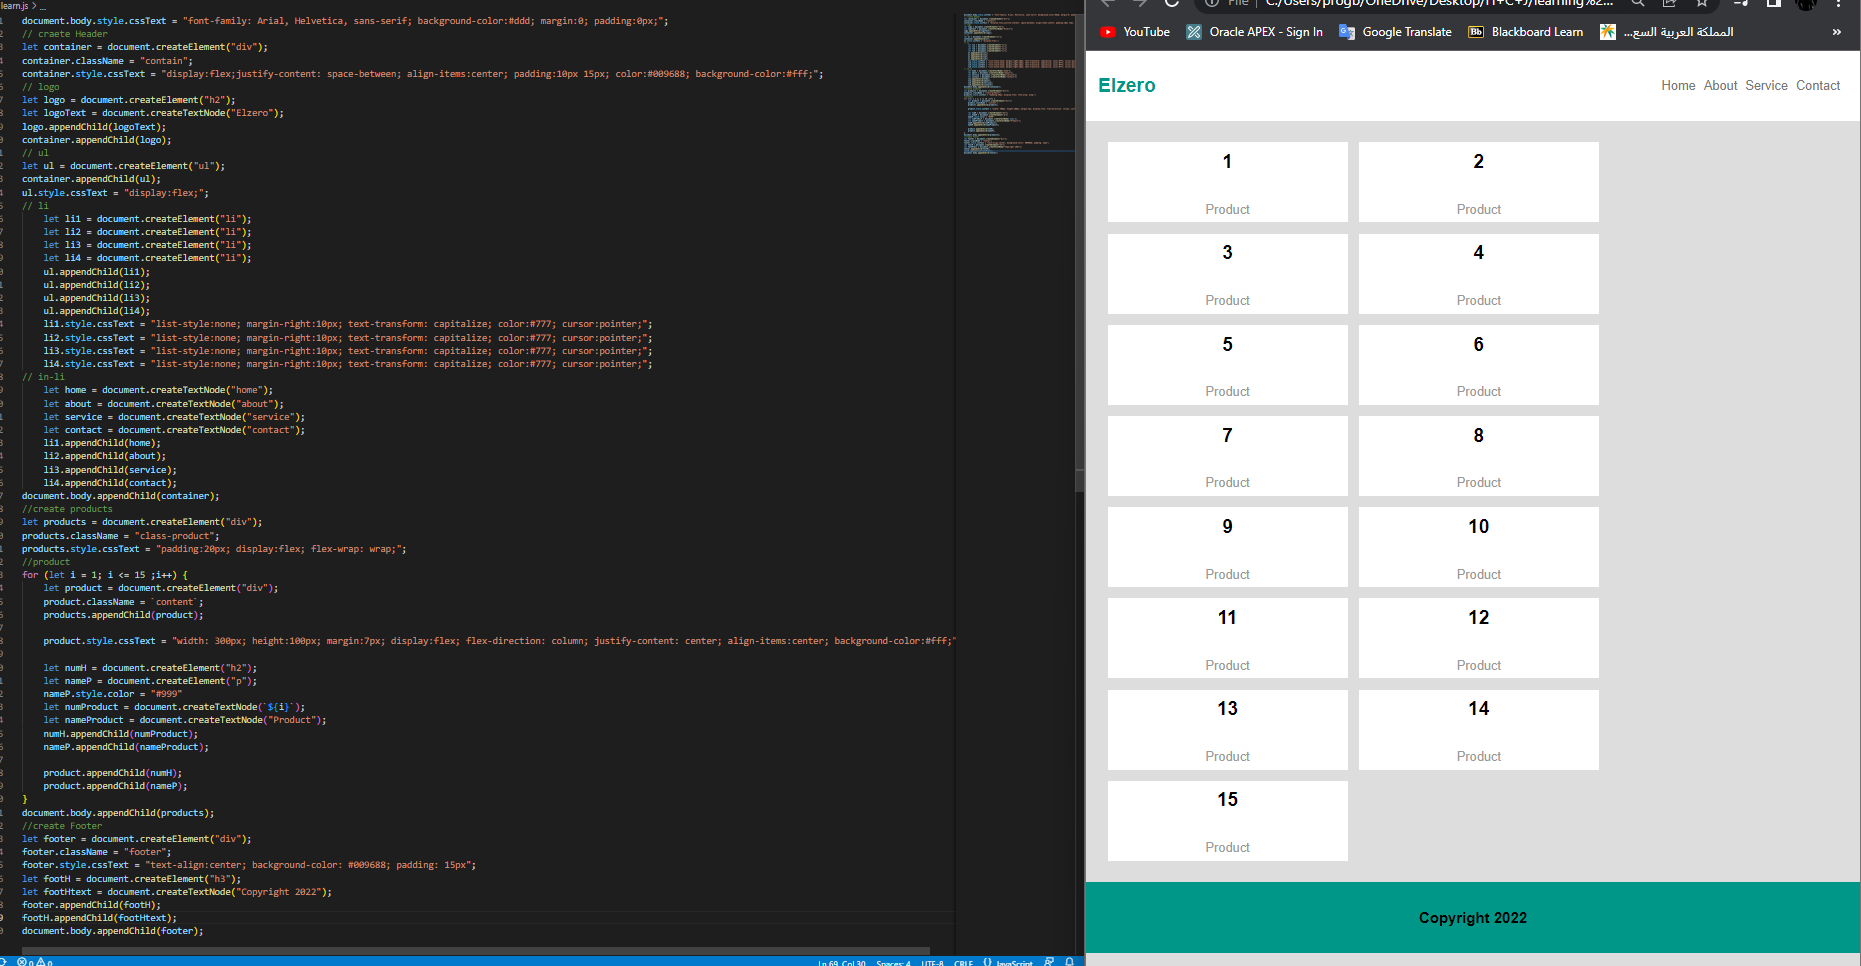 learn.js > ...
document.body.style.cssText = "font-family: Arial, Helvetica, sans-serif; background-color:#ddd; margin:0; padding:0px;";
// craete Header
let container = document.createElement("div");
container.className = "contain";
container.style.cssText = "display:flex;justify-content: space-between; align-items:center; padding:10px 15px; color:#009688; background-color:#fff;";
// logo
let logo = document.createElement("h2");
let logoText = document.createTextNode("Elzero");
logo.appendChild(logoText);
container.appendChild(logo);
// ul
let ul = document.createElement("ul");
container.appendChild(ul);
ul.style.cssText = "display:flex;";
// li
let li1 = document.createElement("li");
let li2 = document.createElement("li");
let li3 = document.createElement("li");
let li4 = document.createElement("li");
ul.appendChild(li1);
ul.appendChild(li2);
ul.appendChild(li3);
ul.appendChild(li4);
li1.style.cssText = "list-style:none; margin-right:10px; text-transform: capitalize; color:#777; cursor:pointer;";
li2.style.cssText = "list-style:none; margin-right:10px; text-transform: capitalize; color:#777; cursor:pointer;";
li3.style.cssText = "list-style:none; margin-right:10px; text-transform: capitalize; color:#777; cursor:pointer;";
li4.style.cssText = "list-style:none; margin-right:10px; text-transform: capitalize; color:#777; cursor:pointer;";
// in-li
let home = document.createTextNode("home");
let about = document.createTextNode("about");
let service = document.createTextNode("service");
let contact = document.createTextNode("contact");
li1.appendChild(home);
li2.appendChild(about);
li3.appendChild(service);
li4.appendChild(contact);
document.body.appendChild(container);
//create products
let products = document.createElement("div");
products.className = "class-product";
products.style.cssText = "padding:20px; display:flex; flex-wrap: wrap;";
//product
for (let i = 1; i <= 15 ;i++) {
let product = document.createElement("div");
product.className = `content`;
products.appendChild(product);
product.style.cssText = "width: 300px; height:100px; margin:7px; display:flex; flex-direction: column; justify-content: center; align-items:center; background-color:#fff;"
let numH = document.createElement("h2");
let nameP = document.createElement("p");
nameP.style.color = "#999"
let numProduct = document.createTextNode(`${i}`);
let nameProduct = document.createTextNode("Product");
numH.appendChild(numProduct);
nameP.appendChild(nameProduct);
product.appendChild(numH);
product.appendChild(nameP);
}
document.body.appendChild(products);
//create Footer
let footer = document.createElement("div");
footer.className = "footer";
footer.style.cssText = "text-align:center; background-color: #009688; padding: 15px";
let footH = document.createElement("h3");
let footHtext = document.createTextNode("Copyright 2022");
footer.appendChild(footH);
footH.appendChild(footHtext);
document.body.appendChild(footer);
0 0 Ln 69, Col 30 Spaces: 4 UTF-8 CRLF {} JavaScript
File C:/Users/progb/OneDrive/Desktop/H+C+J/learning%2...
YouTube Oracle APEX - Sign In Google Translate Bb Blackboard Learn المملكة العربية السع... »
Elzero Home About Service Contact
1 2
Product Product
3 4
Product Product
5 6
Product Product
7 8
Product Product
9 10
Product Product
11 12
Product Product
13 14
Product Product
15
Product
Copyright 2022